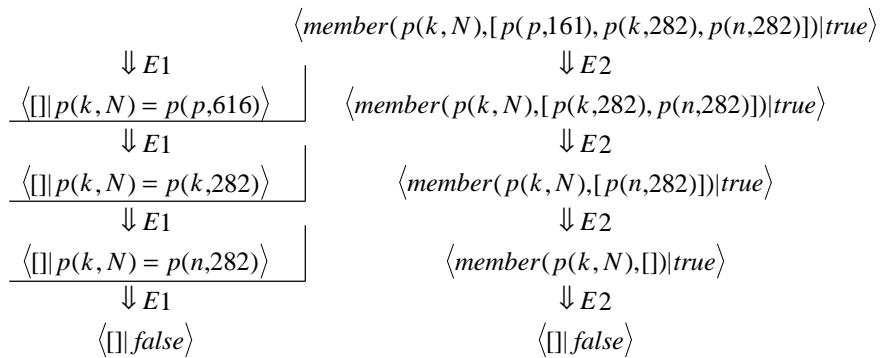 ⟨member(p(k,N),[p(p,161),p(k,282),p(n,282)])|true⟩
⇓E1 ⇓E2
⟨[]|p(k,N) = p(p,616)⟩ ⟨member(p(k,N),[p(k,282),p(n,282)])|true⟩
⇓E1 ⇓E2
⟨[]|p(k,N) = p(k,282)⟩ ⟨member(p(k,N),[p(n,282)])|true⟩
⇓E1 ⇓E2
⟨[]|p(k,N) = p(n,282)⟩ ⟨member(p(k,N),[])|true⟩
⇓E1 ⇓E2
⟨[]|false⟩ ⟨[]|false⟩